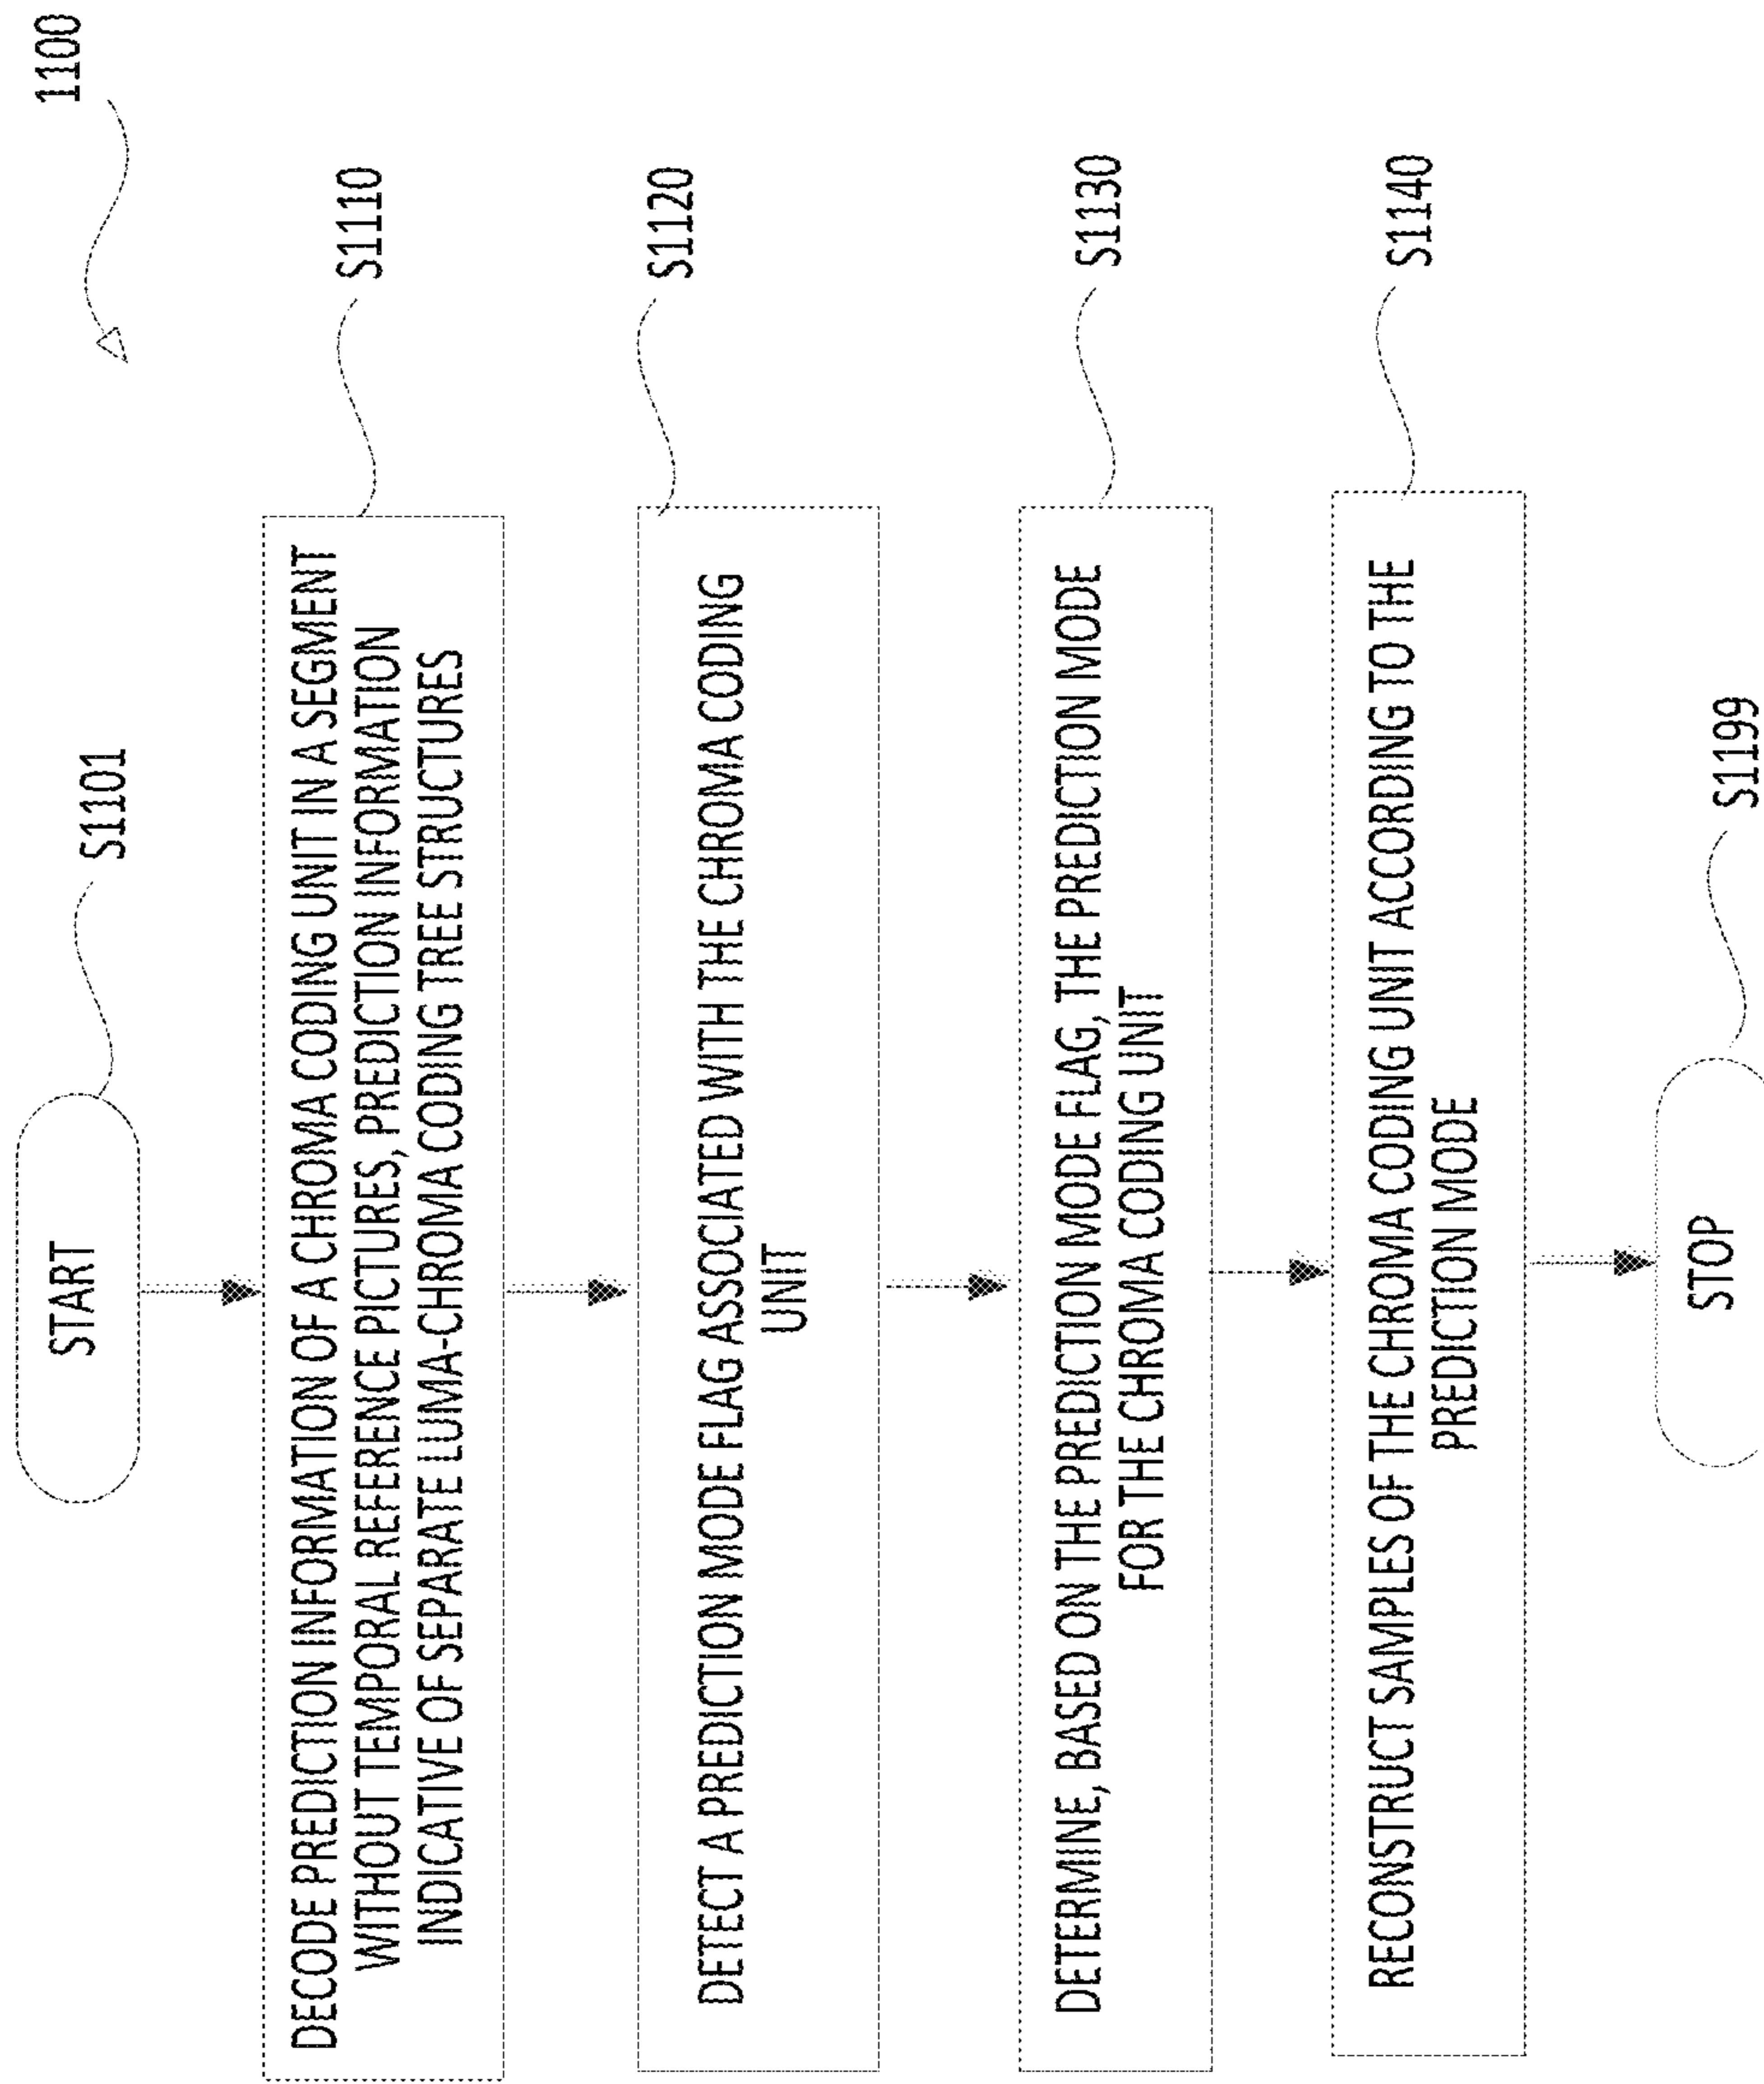 1100
START
S1101
DECODE PREDICTION INFORMATION OF A CHROMA CODING UNIT IN A SEGMENT
WITHOUT TEMPORAL REFERENCE PICTURES, PREDICTION INFORMATION
INDICATIVE OF SEPARATE LUMA-CHROMA CODING TREE STRUCTURES
S1110
DETECT A PREDICTION MODE FLAG ASSOCIATED WITH THE CHROMA CODING
UNIT
S1120
DETERMINE, BASED ON THE PREDICTION MODE FLAG, THE PREDICTION MODE
FOR THE CHROMA CODING UNIT
S1130
RECONSTRUCT SAMPLES OF THE CHROMA CODING UNIT ACCORDING TO THE
PREDICTION MODE
S1140
STOP
S1199